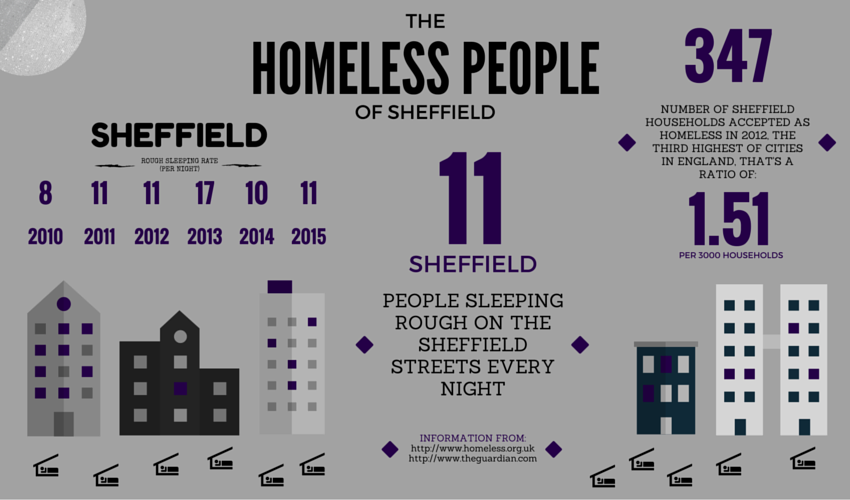 THE
HOMELESS PEOPLE
OF SHEFFIELD
SHEFFIELD
ROUGH SLEEPING RATE
(PER NIGHT)
8 11 11 17 10 11
2010 2011 2012 2013 2014 2015
11
SHEFFIELD
PEOPLE SLEEPING
ROUGH ON THE
SHEFFIELD
STREETS EVERY
NIGHT
INFORMATION FROM:
http://www.homeless.org.uk
http://www.theguardian.com
347
NUMBER OF SHEFFIELD
HOUSEHOLDS ACCEPTED AS
HOMELESS IN 2012, THE
THIRD HIGHEST OF CITIES
IN ENGLAND, THAT'S A
RATIO OF:
1.51
PER 3000 HOUSEHOLDS